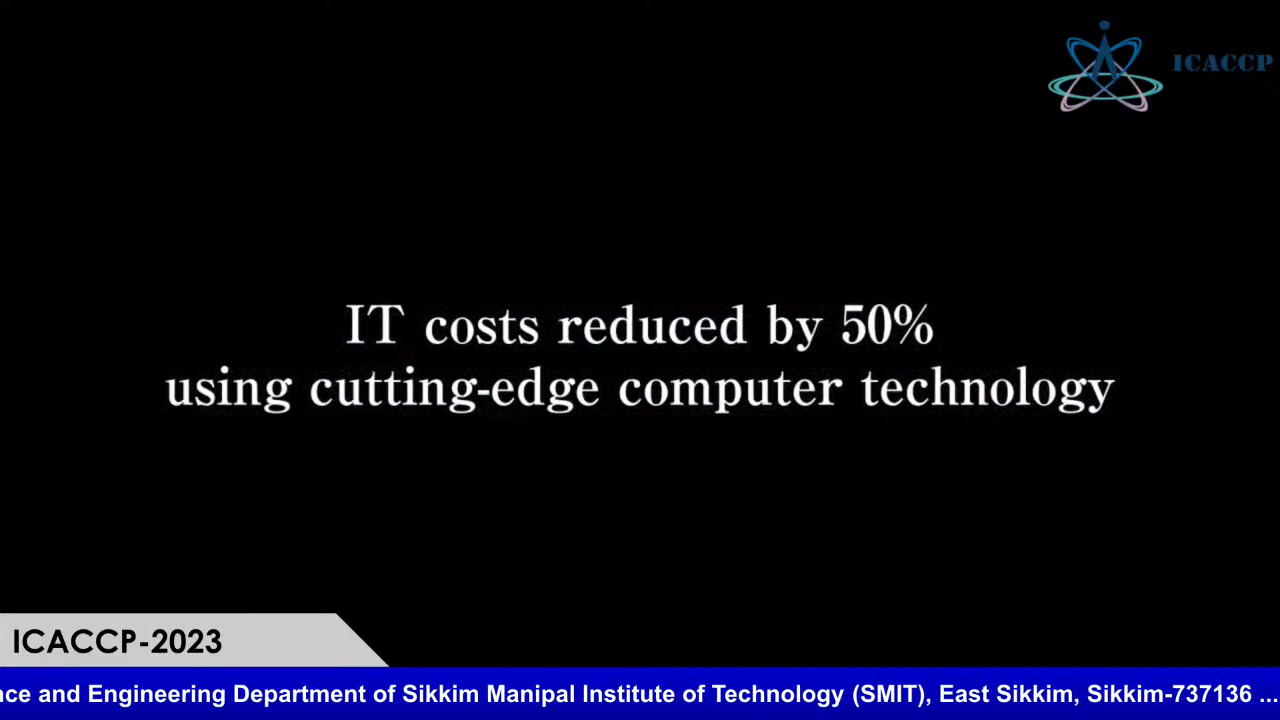 ICACCP
IT costs reduced by 50%
using cutting-edge computer technology
ICACCP-2023
nce and Engineering Department of Sikkim Manipal Institute of Technology (SMIT), East Sikkim, Sikkim-737136 ...